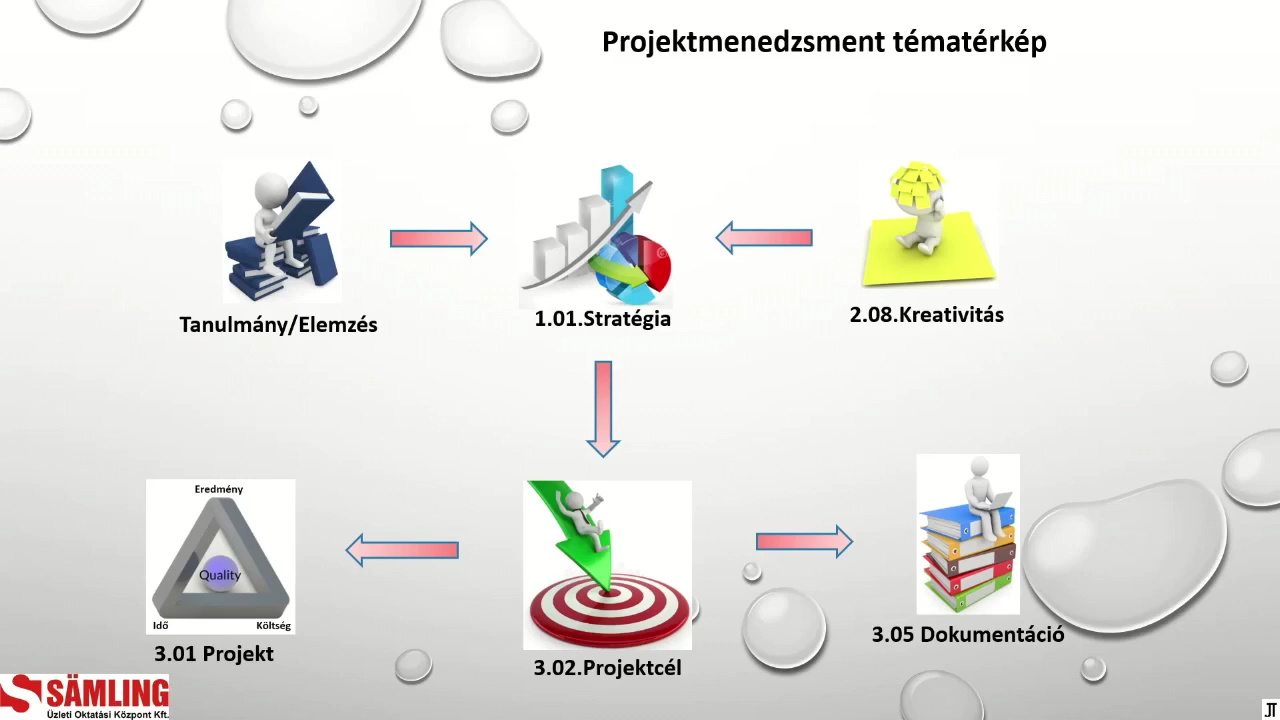 Projektmenedzsment tématérkép
Tanulmány/Elemzés
1.01.Stratégia
2.08.Kreativitás
Eredmény
Quality
Idő
Költség
3.01 Projekt
3.02.Projektcél
3.05 Dokumentáció
SÄMLING
Üzleti Oktatási Központ Kft.